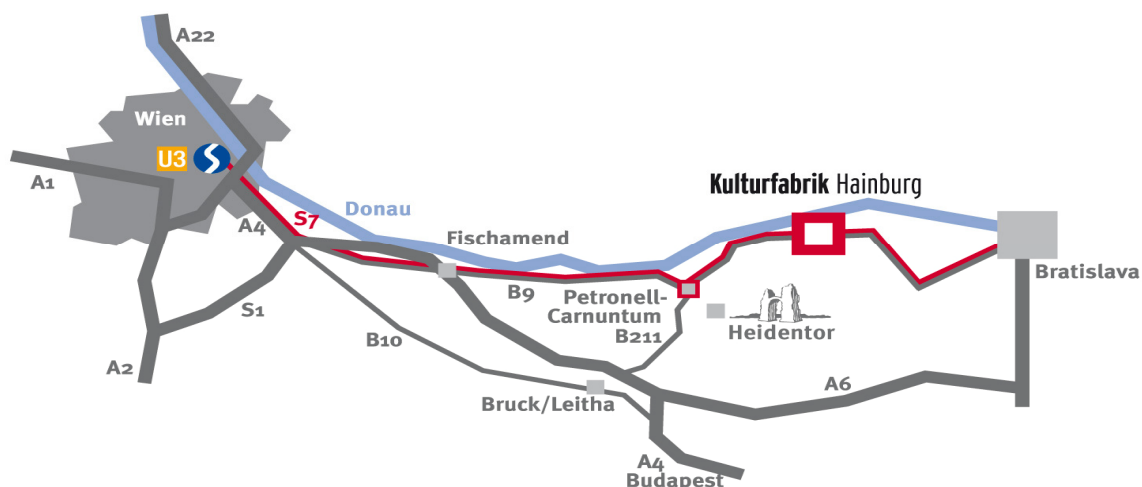 A22
Wien
U3
A1
A4
S7
Donau
Kulturfabrik Hainburg
Fischamend
Bratislava
B9
Petronell-
Carnuntum
B211
Heidentor
S1
B10
A2
A6
Bruck/Leitha
A4
Budapest